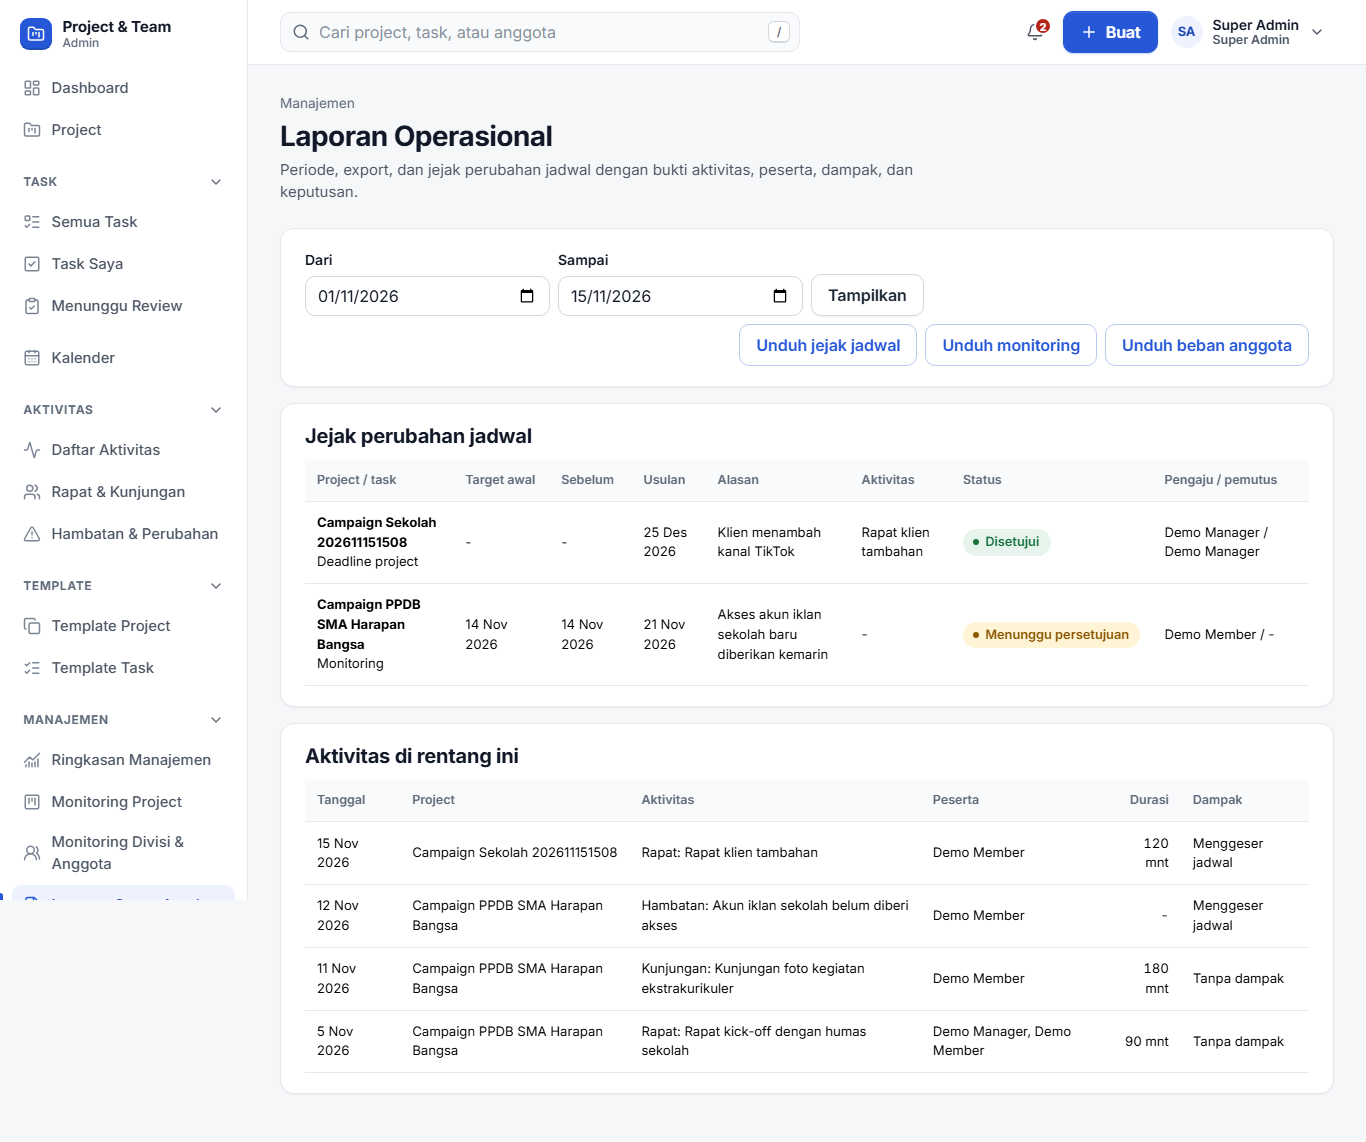 Project & Team
Admin
Cari project, task, atau anggota
/
2
+ Buat
SA
Super Admin
Super Admin
Dashboard
Project
TASK
Semua Task
Task Saya
Menunggu Review
Kalender
AKTIVITAS
Daftar Aktivitas
Rapat & Kunjungan
Hambatan & Perubahan
TEMPLATE
Template Project
Template Task
MANAJEMEN
Ringkasan Manajemen
Monitoring Project
Monitoring Divisi &
Anggota
Manajemen
Laporan Operasional
Periode, export, dan jejak perubahan jadwal dengan bukti aktivitas, peserta, dampak, dan
keputusan.
Dari
Sampai
01/11/2026
15/11/2026
Tampilkan
Unduh jejak jadwal
Unduh monitoring
Unduh beban anggota
Jejak perubahan jadwal
Project / task Target awal Sebelum Usulan Alasan Aktivitas Status Pengaju / pemutus
Campaign Sekolah
202611151508
Deadline project
-
-
25 Des
2026
Klien menambah
kanal TikTok
Rapat klien
tambahan
Disetujui
Demo Manager /
Demo Manager
Campaign PPDB
SMA Harapan
Bangsa
Monitoring
14 Nov
2026
14 Nov
2026
21 Nov
2026
Akses akun iklan
sekolah baru
diberikan kemarin
-
Menunggu persetujuan
Demo Member / -
Aktivitas di rentang ini
Tanggal Project Aktivitas Peserta Durasi Dampak
15 Nov
2026
Campaign Sekolah 202611151508
Rapat: Rapat klien tambahan
Demo Member
120
mnt
Menggeser
jadwal
12 Nov
2026
Campaign PPDB SMA Harapan
Bangsa
Hambatan: Akun iklan sekolah belum diberi
akses
Demo Member
-
Menggeser
jadwal
11 Nov
2026
Campaign PPDB SMA Harapan
Bangsa
Kunjungan: Kunjungan foto kegiatan
ekstrakurikuler
Demo Member
180
mnt
Tanpa dampak
5 Nov
2026
Campaign PPDB SMA Harapan
Bangsa
Rapat: Rapat kick-off dengan humas
sekolah
Demo Manager, Demo
Member
90 mnt
Tanpa dampak